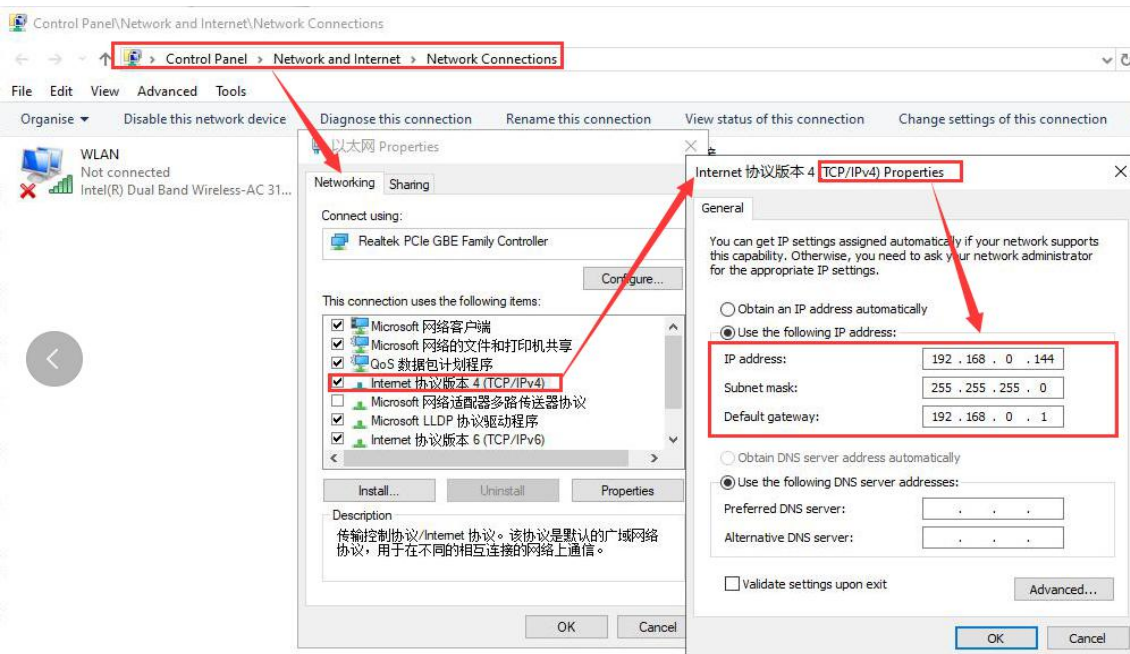 Control Panel\Network and Internet\Network Connections
Control Panel > Network and Internet > Network Connections
File Edit View Advanced Tools
Organise Disable this network device Diagnose this connection Rename this connection View status of this connection Change settings of this connection
WLAN
Not connected
Intel(R) Dual Band Wireless-AC 31...
以太网 Properties
Networking Sharing
Connect using:
Realtek PCIe GBE Family Controller
Configure...
This connection uses the following items:
Microsoft 网络客户端
Microsoft 网络的文件和打印机共享
QoS 数据包计划程序
Internet 协议版本 4 (TCP/IPv4)
Microsoft 网络适配器多路传送器协议
Microsoft LLDP 协议驱动程序
Internet 协议版本 6 (TCP/IPv6)
Install... Uninstall Properties
Description
传输控制协议/Internet 协议。该协议是默认的广域网络
协议，用于在不同的相互连接的网络上通信。
OK Cancel
Internet 协议版本 4 (TCP/IPv4) Properties
General
You can get IP settings assigned automatically if your network supports
this capability. Otherwise, you need to ask your network administrator
for the appropriate IP settings.
Obtain an IP address automatically
Use the following IP address:
IP address: 192 . 168 . 0 . 144
Subnet mask: 255 . 255 . 255 . 0
Default gateway: 192 . 168 . 0 . 1
Obtain DNS server address automatically
Use the following DNS server addresses:
Preferred DNS server: . . .
Alternative DNS server: . . .
Validate settings upon exit
Advanced...
OK Cancel